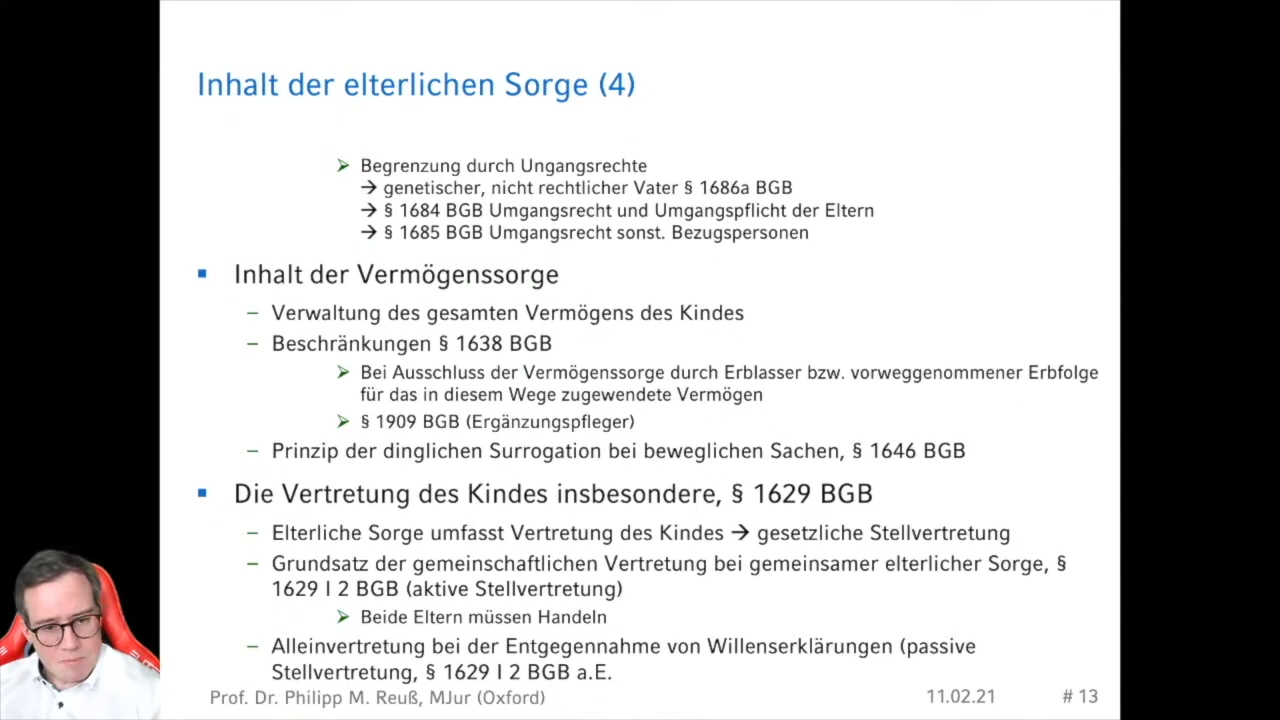 Inhalt der elterlichen Sorge (4)
➢ Begrenzung durch Ungangsrechte
→ genetischer, nicht rechtlicher Vater § 1686a BGB
→ § 1684 BGB Umgangsrecht und Umgangspflicht der Eltern
→ § 1685 BGB Umgangsrecht sonst. Bezugspersonen
▪ Inhalt der Vermögenssorge
– Verwaltung des gesamten Vermögens des Kindes
– Beschränkungen § 1638 BGB
➢ Bei Ausschluss der Vermögenssorge durch Erblasser bzw. vorweggenommener Erbfolge
für das in diesem Wege zugewendete Vermögen
➢ § 1909 BGB (Ergänzungspfleger)
– Prinzip der dinglichen Surrogation bei beweglichen Sachen, § 1646 BGB
▪ Die Vertretung des Kindes insbesondere, § 1629 BGB
– Elterliche Sorge umfasst Vertretung des Kindes → gesetzliche Stellvertretung
– Grundsatz der gemeinschaftlichen Vertretung bei gemeinsamer elterlicher Sorge, §
1629 I 2 BGB (aktive Stellvertretung)
➢ Beide Eltern müssen Handeln
– Alleinvertretung bei der Entgegennahme von Willenserklärungen (passive
Stellvertretung, § 1629 I 2 BGB a.E.
Prof. Dr. Philipp M. Reuß, MJur (Oxford) 11.02.21 # 13